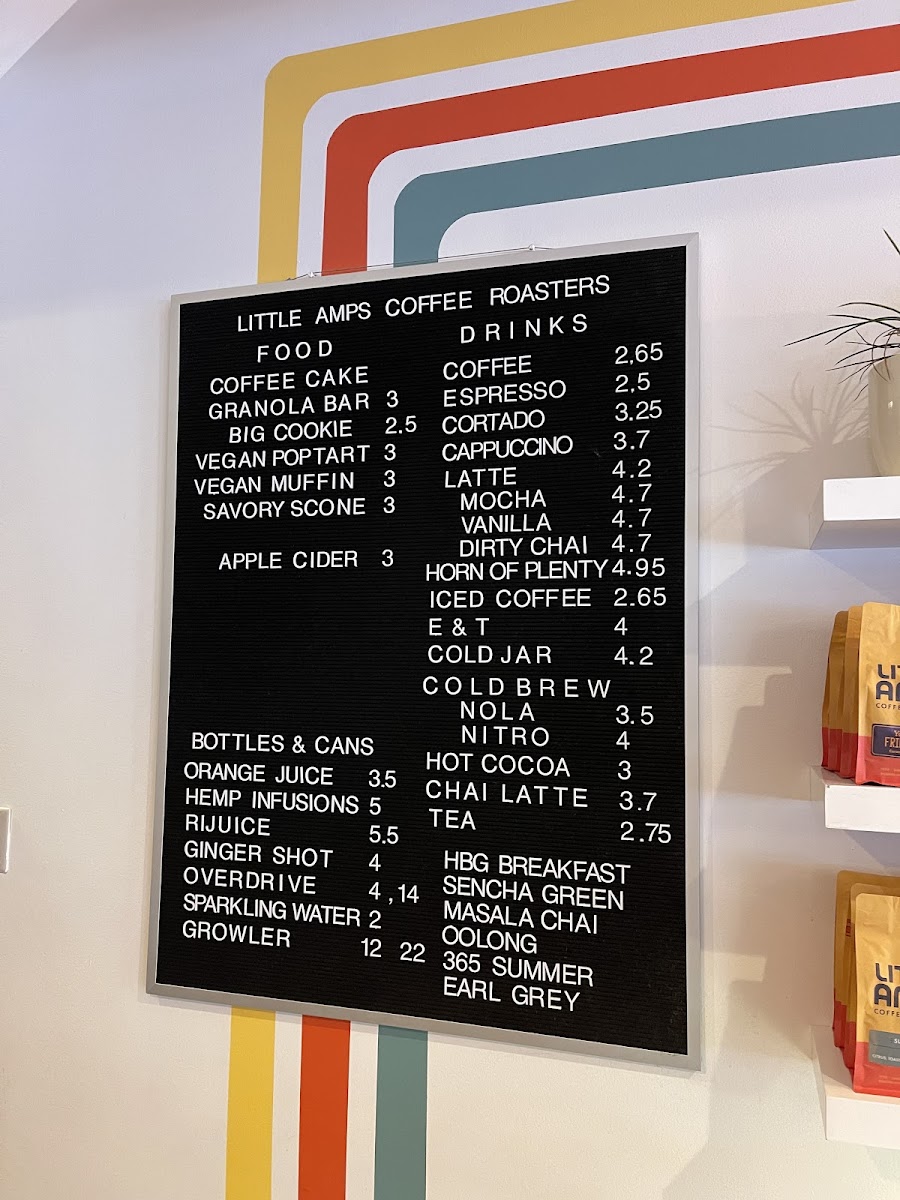 LITTLE AMPS COFFEE ROASTERS
FOOD
COFFEE CAKE
GRANOLA BAR 3
BIG COOKIE 2.5
VEGAN POPTART 3
VEGAN MUFFIN 3
SAVORY SCONE 3
APPLE CIDER 3
BOTTLES & CANS
ORANGE JUICE 3.5
HEMP INFUSIONS 5
RIJUICE 5.5
GINGER SHOT 4
OVERDRIVE 4,14
SPARKLING WATER 2
GROWLER 12 22
DRINKS
COFFEE 2,65
ESPRESSO 2,5
CORTADO 3,25
CAPPUCCINO 3.7
LATTE 4.2
MOCHA 4.7
VANILLA 4.7
DIRTY CHAI 4.7
HORN OF PLENTY 4.95
ICED COFFEE 2.65
E & T 4
COLD JAR 4.2
COLD BREW
NOLA 3.5
NITRO 4
HOT COCOA 3
CHAI LATTE 3.7
TEA 2.75
HBG BREAKFAST
SENCHA GREEN
MASALA CHAI
OOLONG
365 SUMMER
EARL GREY